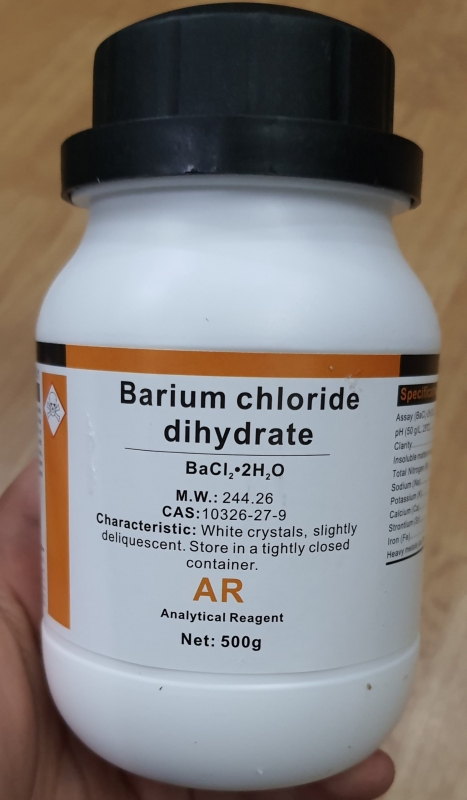 Barium chloride
dihydrate
BaCl₂•2H₂O
M.W.: 244.26
CAS:10326-27-9
Characteristic: White crystals, slightly
deliquescent. Store in a tightly closed
container.
AR
Analytical Reagent
Net: 500g
Assay
pH (50 g/L,
Clarity
Insoluble
Total Nitrogen
Sodium
Potassium
Calcium
Strontium
Iron (Fe)
Heavy